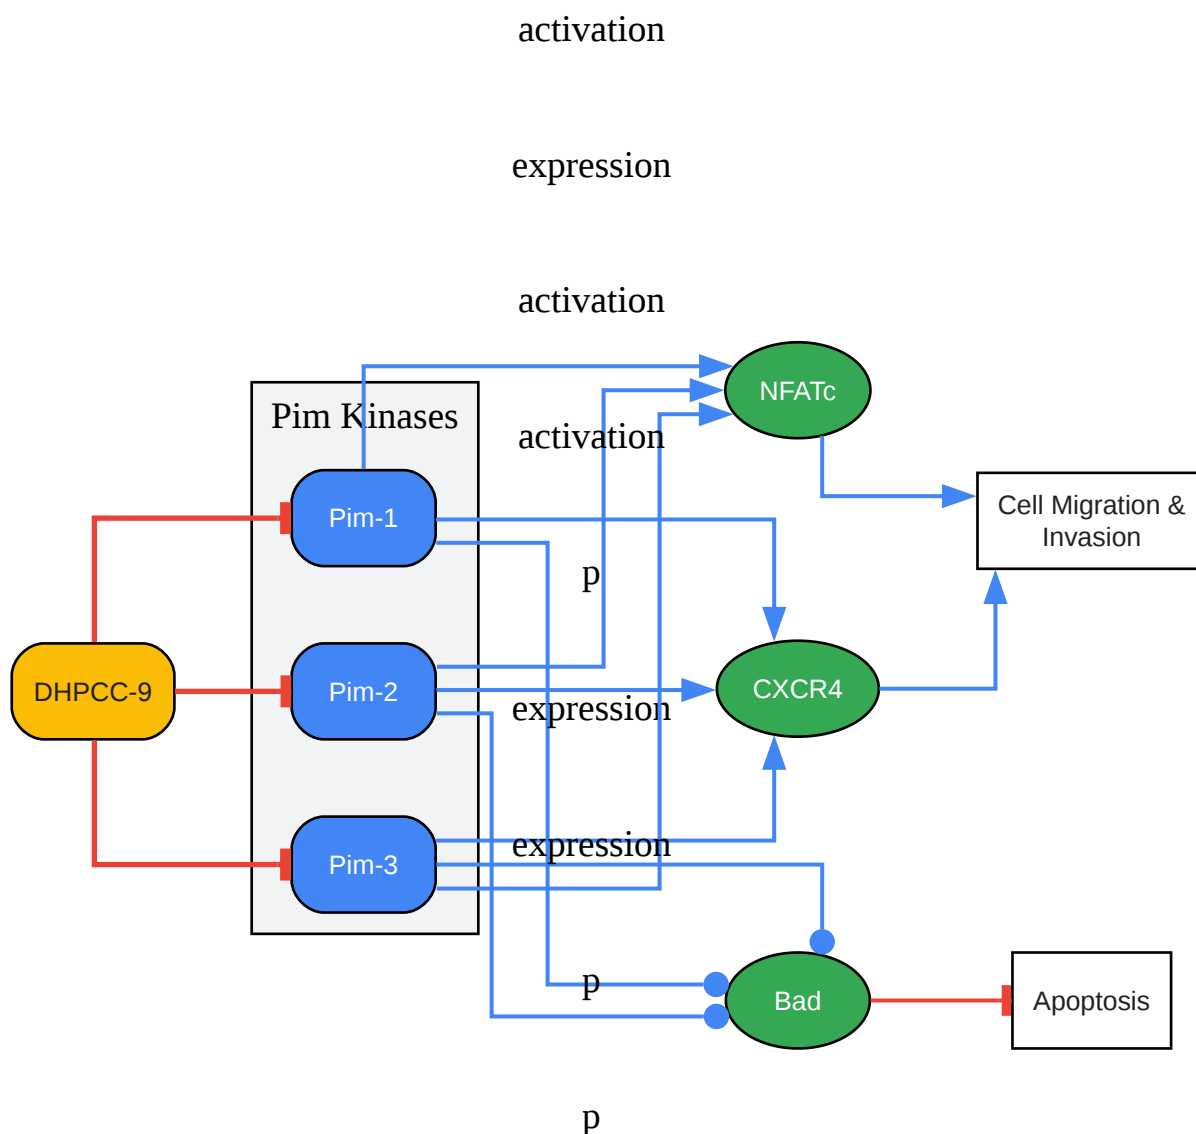 activation
expression
activation
NFATc
Pim Kinases
activation
Cell Migration &
Invasion
Pim-1
p
DHPCC-9
Pim-2
CXCR4
expression
expression
Pim-3
p
Bad
Apoptosis
p